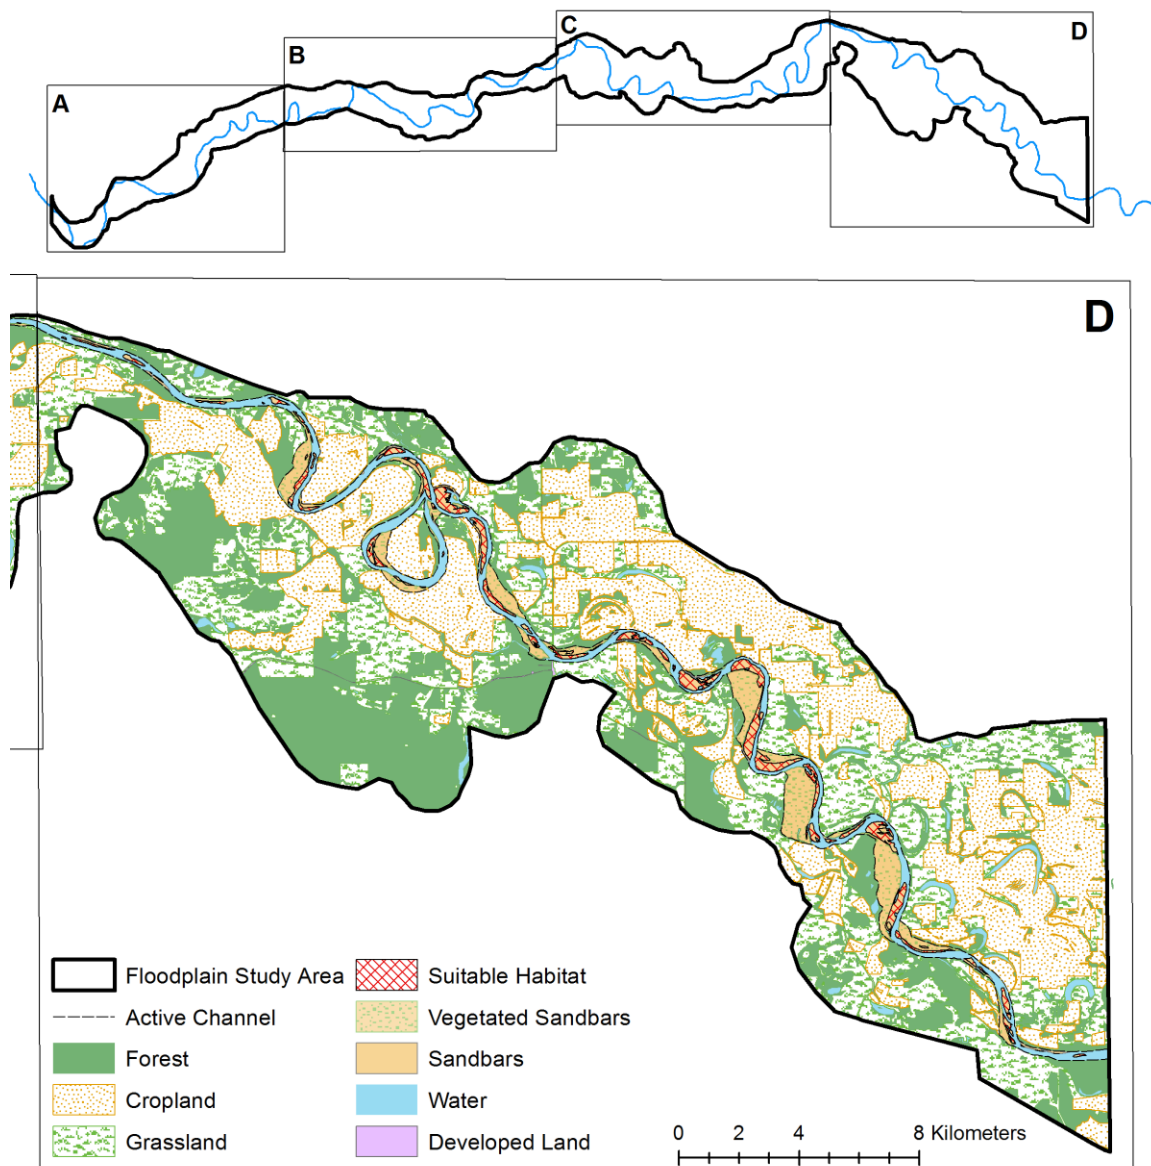 A
B
C
D
D
Floodplain Study Area
Suitable Habitat
Active Channel
Vegetated Sandbars
Forest
Sandbars
Cropland
Water
Grassland
Developed Land
0 2 4 8 Kilometers